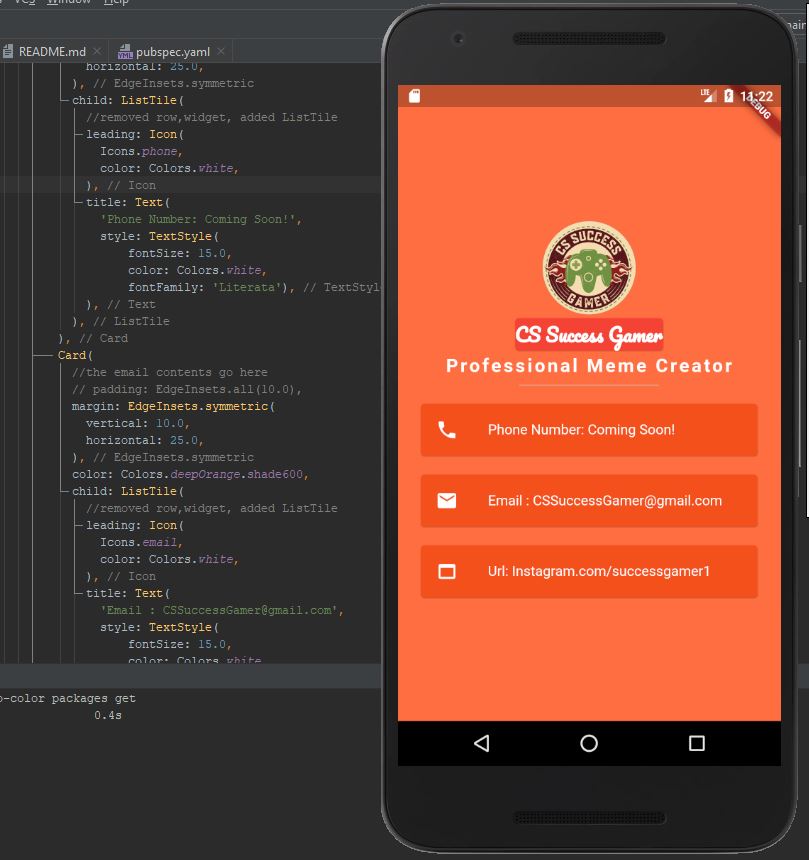 Window Help
README.md
pubspec.yaml
horizontal: 25.0,
), // EdgeInsets.symmetric
child: ListTile(
//removed row,widget, added ListTile
leading: Icon(
Icons.phone,
color: Colors.white,
), // Icon
title: Text(
'Phone Number: Coming Soon!',
style: TextStyle(
fontSize: 15.0,
color: Colors.white,
fontFamily: 'Literata'), // TextStyl
), // Text
), // ListTile
), // Card
Card(
//the email contents go here
// padding: EdgeInsets.all(10.0),
margin: EdgeInsets.symmetric(
vertical: 10.0,
horizontal: 25.0,
), // EdgeInsets.symmetric
color: Colors.deepOrange.shade600,
child: ListTile(
//removed row,widget, added ListTile
leading: Icon(
Icons.email,
color: Colors.white,
), // Icon
title: Text(
'Email : CSSuccessGamer@gmail.com',
style: TextStyle(
fontSize: 15.0,
color: Colors.white
o-color packages get
0.4s
main
LTE
DEBUG
CS SUCCESS
GAMER
CS Success Gamer
Professional Meme Creator
Phone Number: Coming Soon!
Email : CSSuccessGamer@gmail.com
Url: Instagram.com/successgamer1